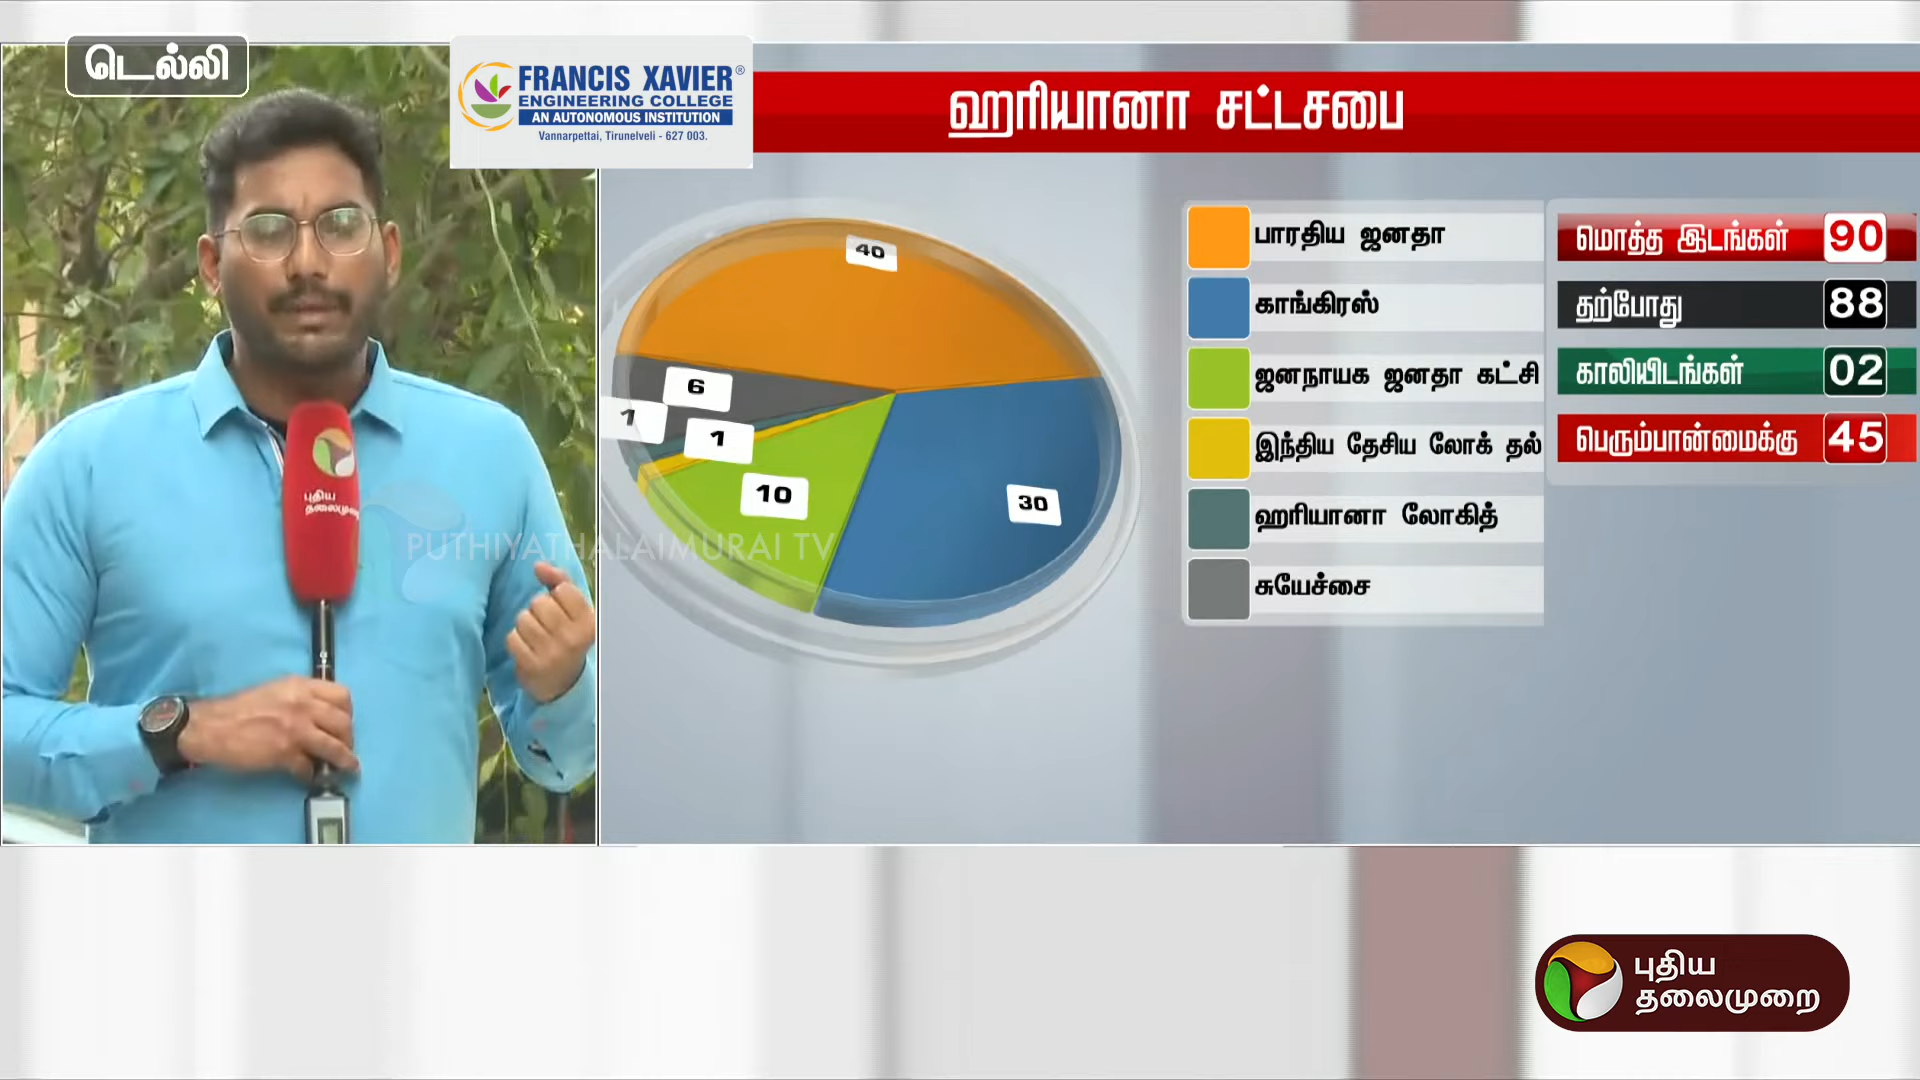 டெல்லி
FRANCIS XAVIER®
ENGINEERING COLLEGE
AN AUTONOMOUS INSTITUTION
Vannarpettai, Tirunelveli - 627 003.
ஹரியானா சட்டசபை
40
6
1
1
10
30
பாரதிய ஜனதா
காங்கிரஸ்
ஜனநாயக ஜனதா கட்சி
இந்திய தேசிய லோக் தல்
ஹரியானா லோகித்
சுயேச்சை
மொத்த இடங்கள் 90
தற்போது 88
காலியிடங்கள் 02
பெரும்பான்மைக்கு 45
புதிய
தலைமுறை
PUTHIYATHALAIMURAI TV
புதிய
தலைமுறை